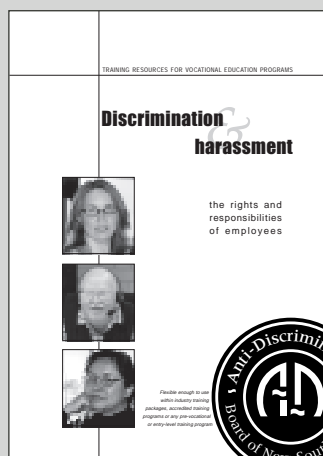 TRAINING RESOURCES FOR VOCATIONAL EDUCATION PROGRAMS
Discrimination
&
harassment
the rights and
responsibilities
of employees
Flexible enough to use
within industry training
packages, accredited training
programs or any pre-vocational
or entry-level training program
Anti-Discrimi
Board of New Sout